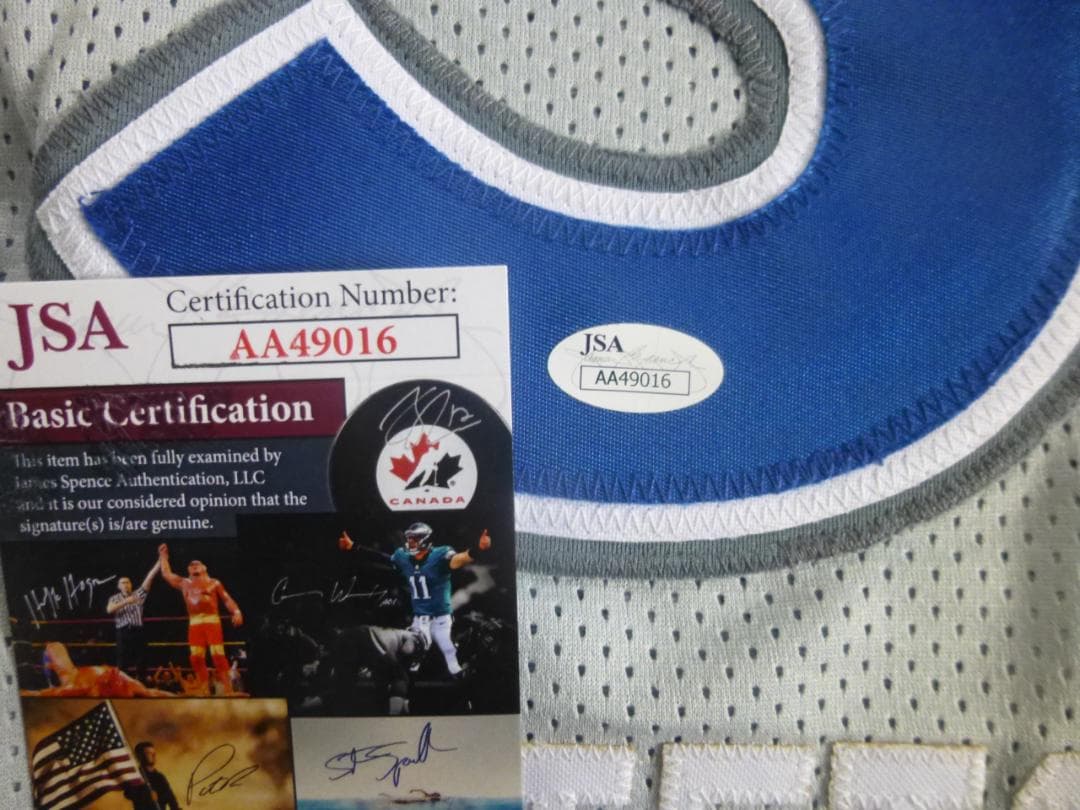 JSA
Certification Number:
AA49016
Basic Certification
This item has been fully examined by
James Spence Authentication, LLC
and it is our considered opinion that the
signature(s) is/are genuine.
CANADA
11
JSA
AA49016